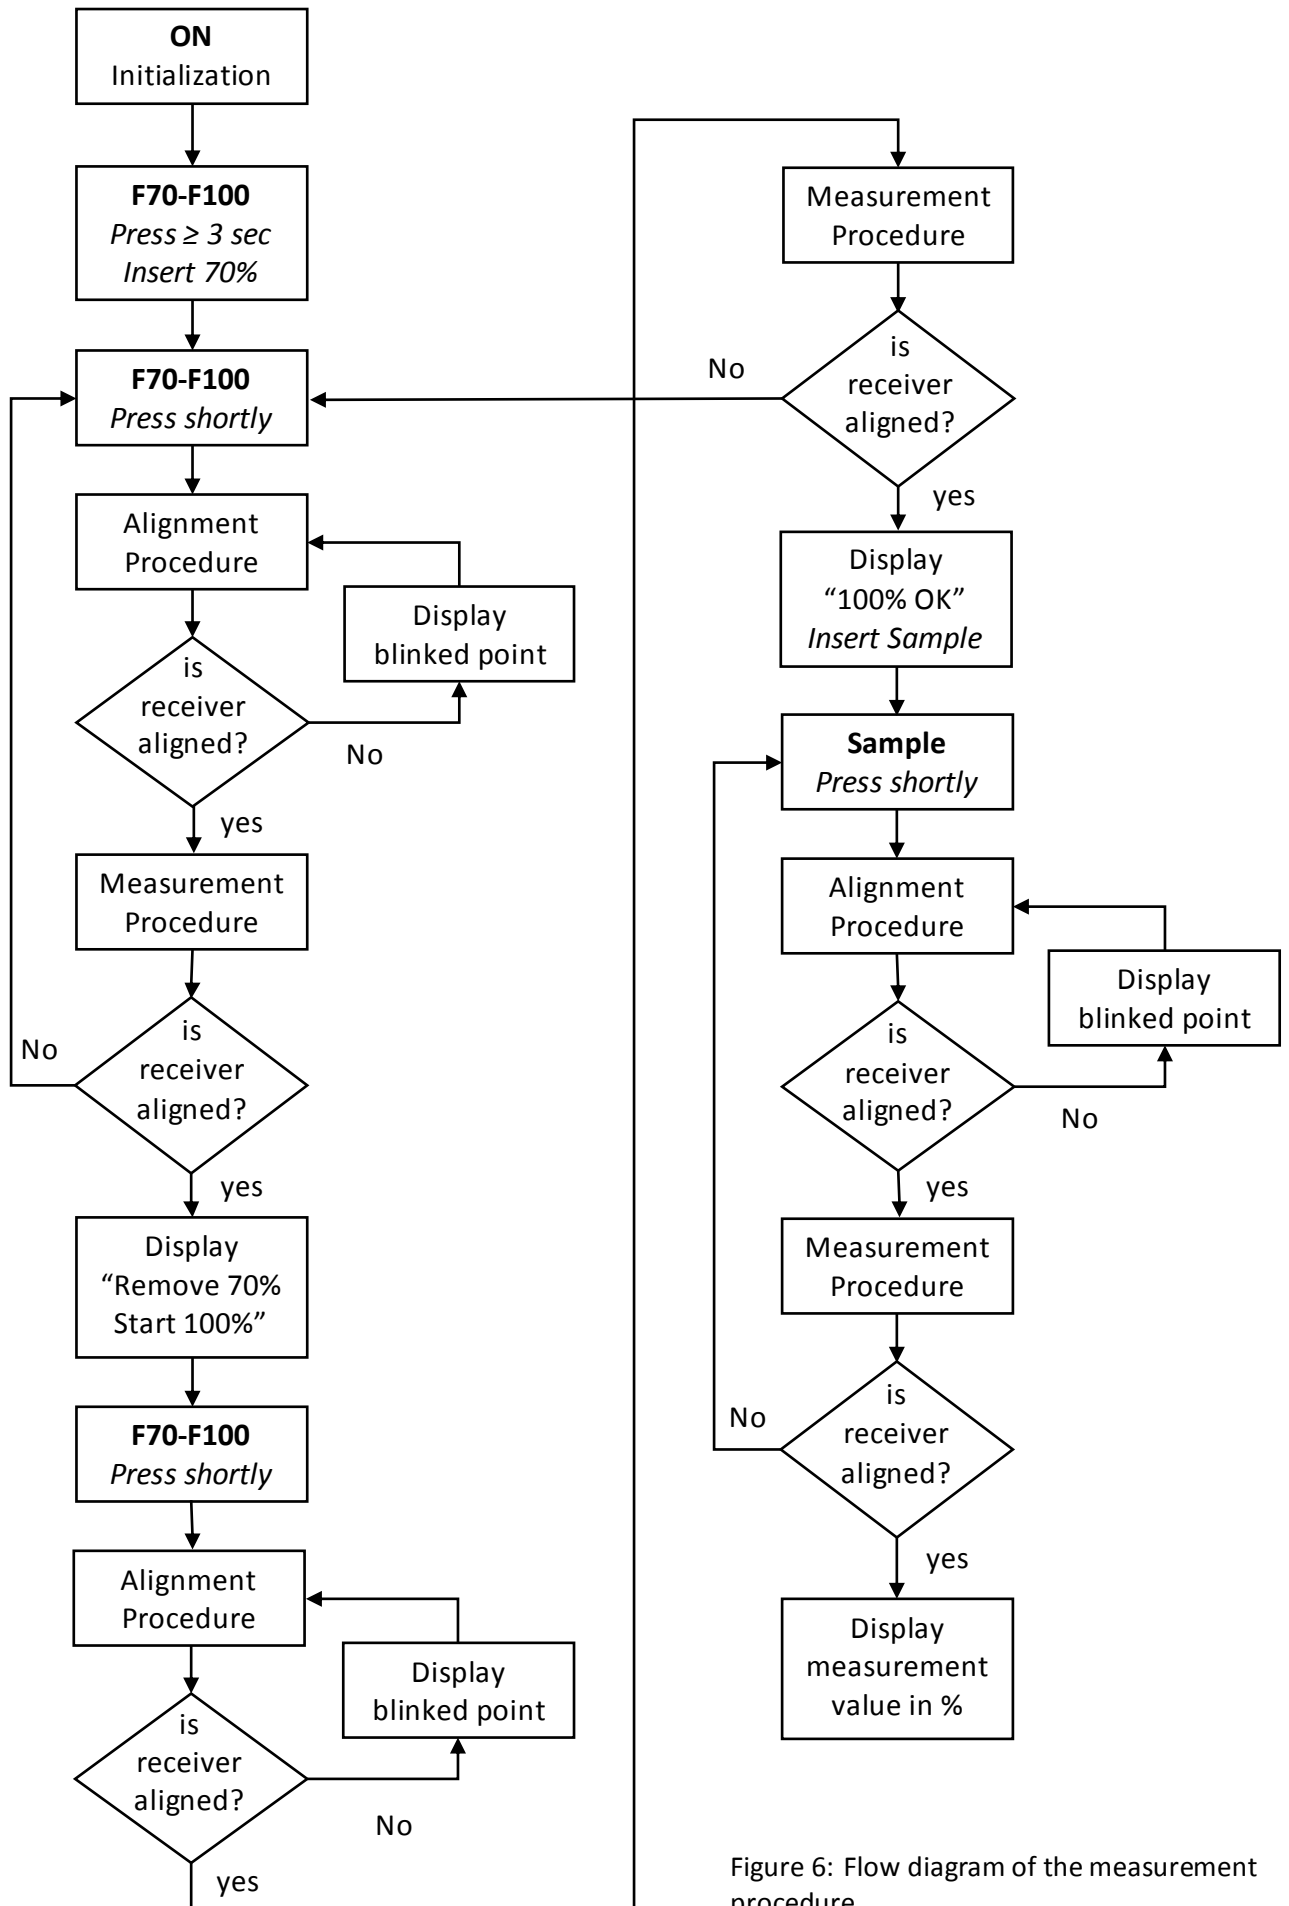 ON
Initialization
F70-F100
Press ≥ 3 sec
Insert 70%
F70-F100
Press shortly
Alignment
Procedure
Display
blinked point
is
receiver
aligned?
No
yes
Measurement
Procedure
is
receiver
aligned?
No
yes
Display
“Remove 70%
Start 100%”
F70-F100
Press shortly
Alignment
Procedure
Display
blinked point
is
receiver
aligned?
No
yes
Measurement
Procedure
is
receiver
aligned?
No
yes
Display
“100% OK”
Insert Sample
Sample
Press shortly
Alignment
Procedure
Display
blinked point
is
receiver
aligned?
No
yes
Measurement
Procedure
is
receiver
aligned?
No
yes
Display
measurement
value in %
Figure 6: Flow diagram of the measurement
procedure